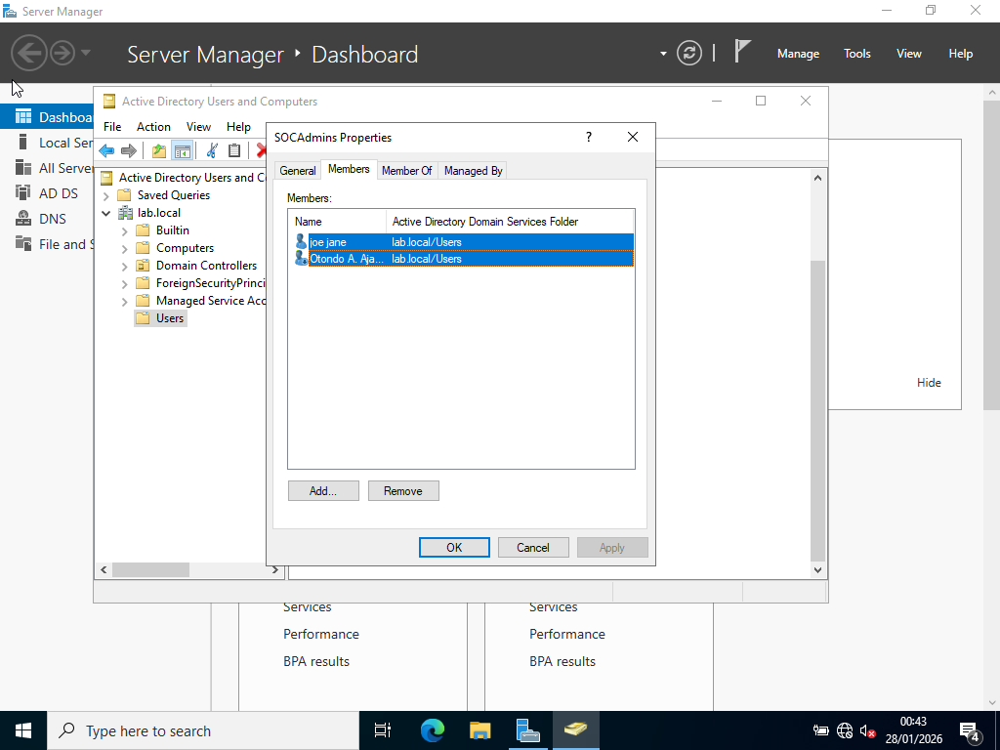 Server Manager
Server Manager ‣ Dashboard
Manage Tools View Help
Dashboa
Local Ser
All Server
AD DS
DNS
File and S
Active Directory Users and Computers
File Action View Help
Active Directory Users and C
Saved Queries
lab.local
Builtin
Computers
Domain Controllers
ForeignSecurityPrinci
Managed Service Acc
Users
SOCAdmins Properties
?
General Members Member Of Managed By
Members:
Name Active Directory Domain Services Folder
joe jane lab.local/Users
Otondo A. Aja... lab.local/Users
Add... Remove
OK Cancel Apply
Hide
Services Services
Performance Performance
BPA results BPA results
Type here to search
00:43
28/01/2026
4